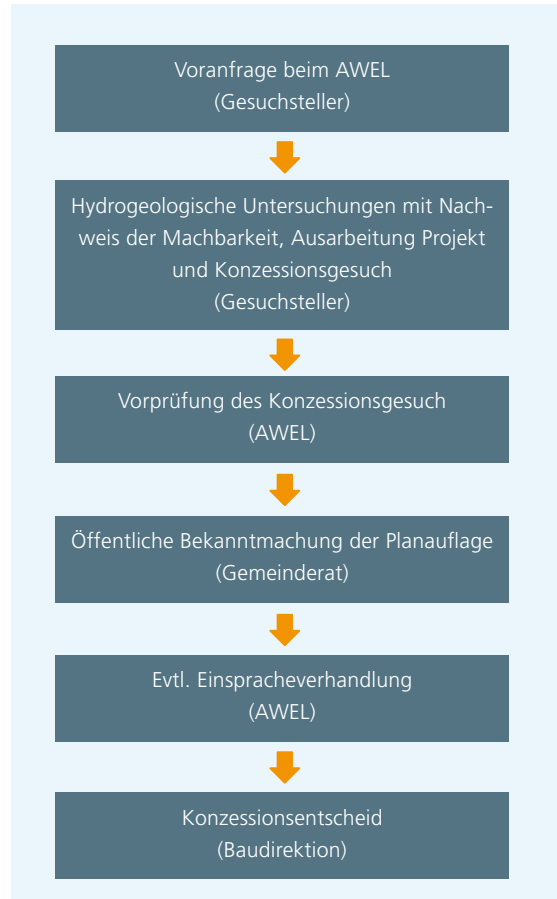 Voranfrage beim AWEL
(Gesuchsteller)
Hydrogeologische Untersuchungen mit Nach-
weis der Machbarkeit, Ausarbeitung Projekt
und Konzessionsgesuch
(Gesuchsteller)
Vorprüfung des Konzessionsgesuch
(AWEL)
Öffentliche Bekanntmachung der Planauflage
(Gemeinderat)
Evtl. Einspracheverhandlung
(AWEL)
Konzessionsentscheid
(Baudirektion)